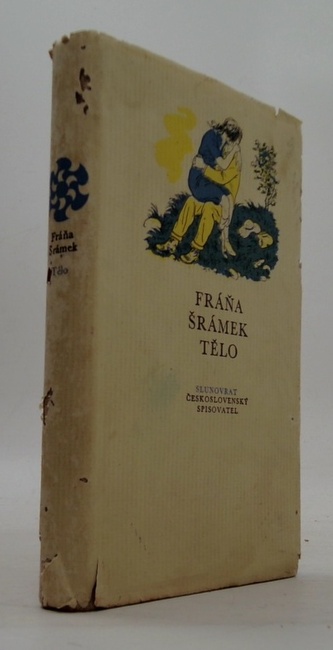 Fráňa
Šrámek
Tělo
FRÁŇA
ŠRÁMEK
TĚLO
SLUNOVRAT
ČESKOSLOVENSKÝ
SPISOVATEL